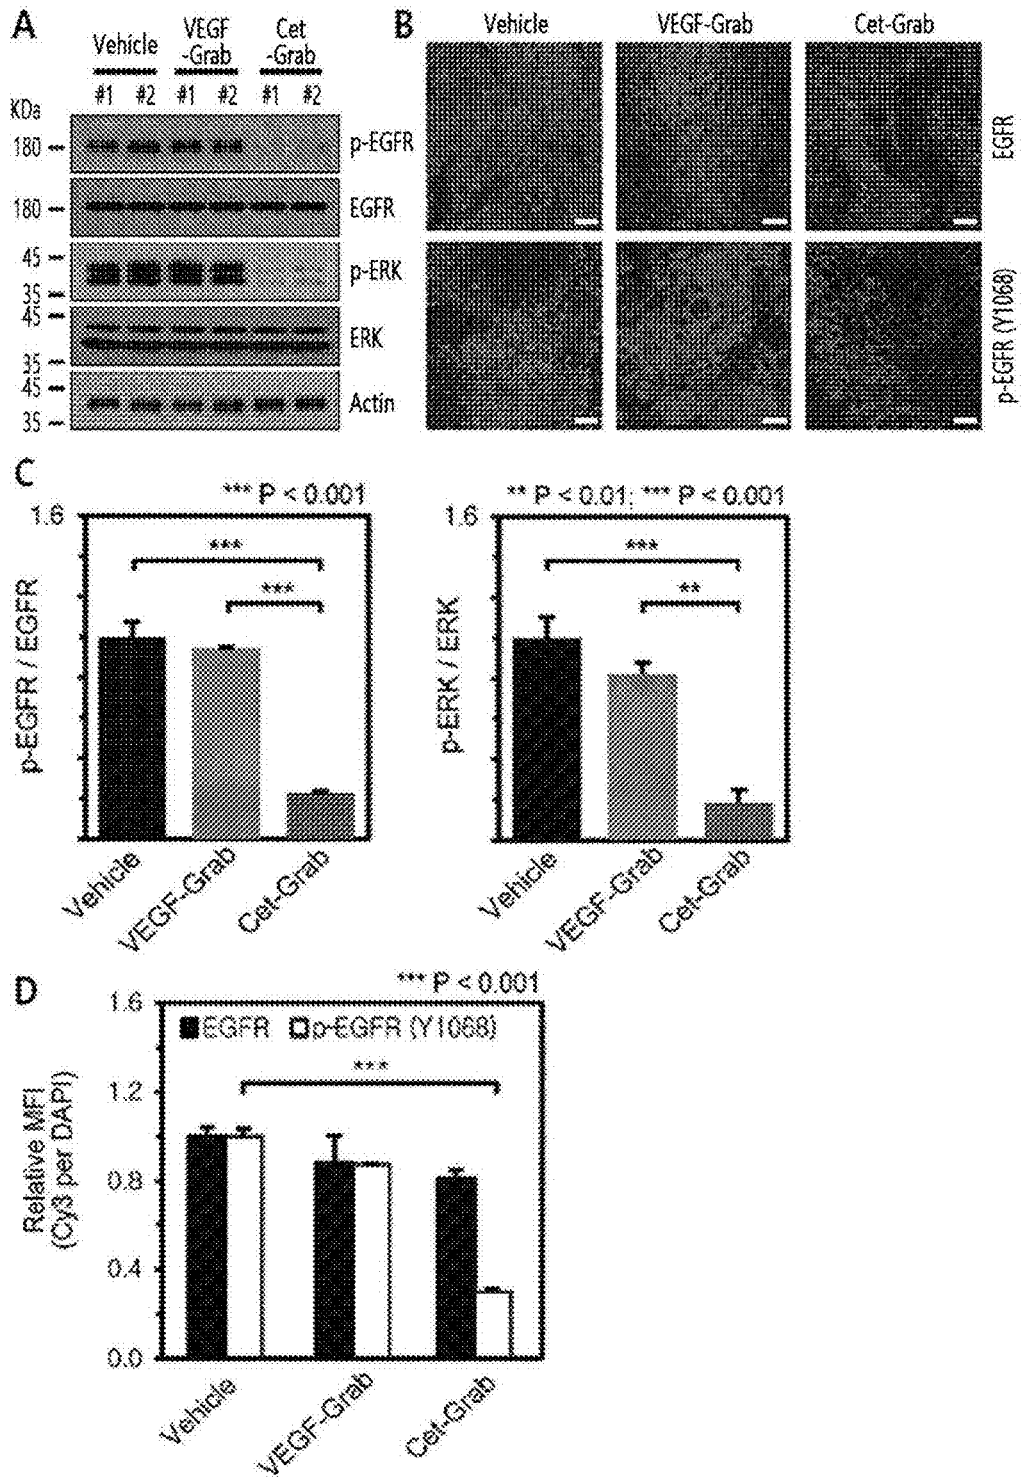 A
Vehicle
VEGF
-Grab
Cet
-Grab
KDa
#1 #2 #1 #2 #1 #2
180
p-EGFR
180
EGFR
45
35
p-ERK
45
35
ERK
45
35
Actin
B
Vehicle VEGF-Grab Cet-Grab
EGFR
p-EGFR (Y1068)
C
*** P < 0.001
1.6
***
***
p-EGFR / EGFR
Vehicle
VEGF-Grab
Cet-Grab
** P < 0.01; *** P < 0.001
1.6
***
**
p-ERK / ERK
Vehicle
VEGF-Grab
Cet-Grab
D
*** P < 0.001
1.6
EGFR p-EGFR (Y1068)
***
1.2
0.8
0.4
0.0
Relative MFI
(Cy3 per DAPI)
Vehicle
VEGF-Grab
Cet-Grab